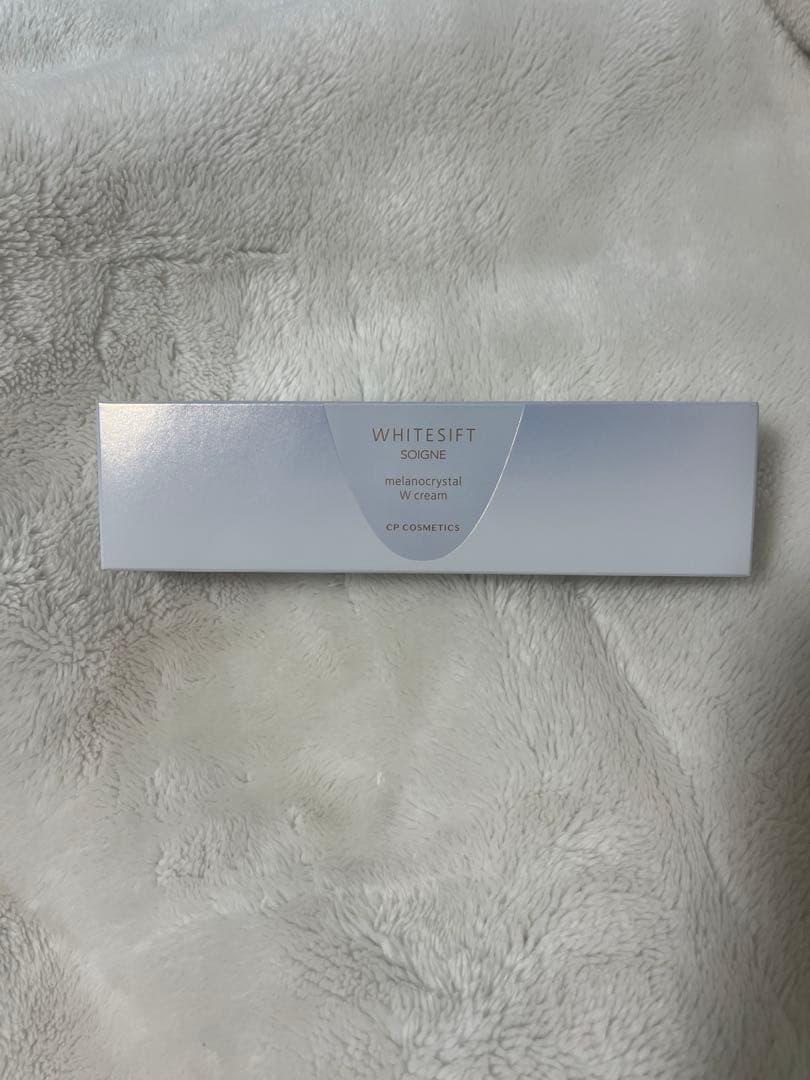 WHITESIFT
SOIGNE
melanocrystal
W cream
CP COSMETICS